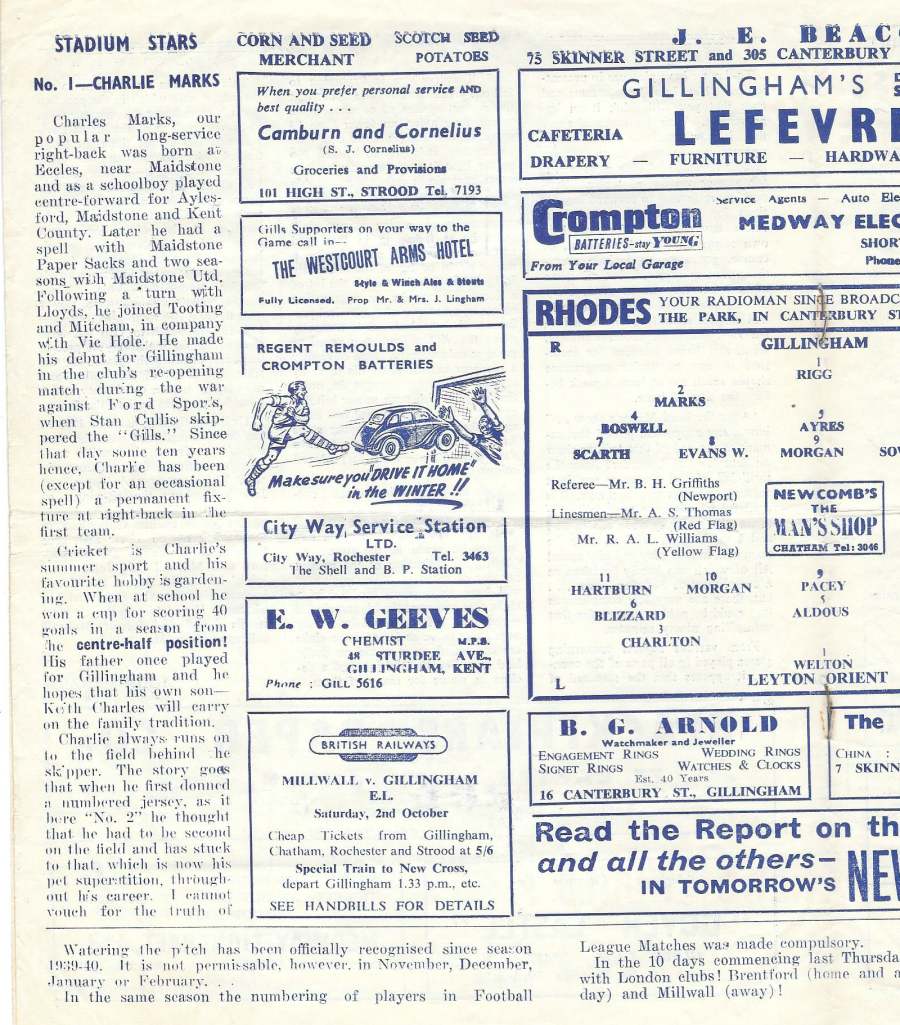 STADIUM STARS
No. 1—CHARLIE MARKS
Charles Marks, our
popular long-service
right-back was born at
Eccles, near Maidstone
and as a schoolboy played
centre-forward for Ayles-
ford, Maidstone and Kent
County. Later he had a
spell with Maidstone
Paper Sacks and two sea-
sons with Maidstone Utd.
Following a turn with
Lloyds, he joined Tooting
and Mitcham, in company
with Vic Hole. He made
his debut for Gillingham
in the club's re-opening
match during the war
against Ford Sports,
when Stan Cullis skip-
pered the "Gills." Since
that day some ten years
hence, Charlie has been
(except for an occasional
spell) a permanent fix-
ture at right-back in the
first team.
Cricket is Charlie's
summer sport and his
favourite hobby is garden-
ing. When at school he
won a cup for scoring 40
goals in a season from
the centre-half position!
His father once played
for Gillingham and he
hopes that his own son—
Keith Charles will carry
on the family tradition.
Charlie always runs on
to the field behind the
skipper. The story goes
that when he first donned
a numbered jersey, as it
bore "No. 2" he thought
that he had to be second
on the field and has stuck
to that, which is now his
pet superstition, through-
out his career. I cannot
vouch for the truth of
CORN AND SEED
MERCHANT
SCOTCH SEED
POTATOES
When you prefer personal service AND
best quality . . .
Camburn and Cornelius
(S. J. Cornelius)
Groceries and Provisions
101 HIGH ST., STROOD Tel. 7193
Gills Supporters on your way to the
Game call in—
THE WESTCOURT ARMS HOTEL
Style & Winch Ales & Stouts
Fully Licensed. Prop Mr. & Mrs. J. Lingham
REGENT REMOULDS and
CROMPTON BATTERIES
Make sure you "DRIVE IT HOME"
in the WINTER !!
City Way Service Station
LTD.
City Way, Rochester Tel. 3463
The Shell and B. P. Station
E. W. GEEVES
CHEMIST M.P.S.
48 STURDEE AVE.,
GILLINGHAM, KENT
Phone : GILL 5616
BRITISH RAILWAYS
MILLWALL v. GILLINGHAM
E.L.
Saturday, 2nd October
Cheap Tickets from Gillingham,
Chatham, Rochester and Strood at 5/6
Special Train to New Cross,
depart Gillingham 1.33 p.m., etc.
SEE HANDBILLS FOR DETAILS
J. E. BEAC
75 SKINNER STREET and 305 CANTERBURY
GILLINGHAM'S
LEFEVR
CAFETERIA
DRAPERY — FURNITURE — HARDWA
Crompton
BATTERIES-stay YOUNG
From Your Local Garage
Service Agents — Auto Ele
MEDWAY ELEC
SHOR
Phone
RHODES YOUR RADIOMAN SINCE BROADC
THE PARK, IN CANTERBURY S
R GILLINGHAM
1
RIGG
2
MARKS
4
BOSWELL
AYRES
7 8 9
SCARTH EVANS W. MORGAN
Referee—Mr. B. H. Griffiths
(Newport)
Linesmen—Mr. A. S. Thomas
(Red Flag)
Mr. R. A. L. Williams
(Yellow Flag)
NEWCOMB'S
THE
MAN'S SHOP
CHATHAM Tel: 3046
11 10 9
HARTBURN MORGAN PACEY
6 5
BLIZZARD ALDOUS
3
CHARLTON
1
WELTON
L LEYTON ORIENT
B. G. ARNOLD
Watchmaker and Jeweller
ENGAGEMENT RINGS WEDDING RINGS
SIGNET RINGS WATCHES & CLOCKS
Est. 40 Years
16 CANTERBURY ST., GILLINGHAM
The
CHINA :
7 SKINN
Read the Report on th
and all the others—
IN TOMORROW'S NEW
Watering the pitch has been officially recognised since season
1939-40. It is not permissable, however, in November, December,
January or February. . .
In the same season the numbering of players in Football
League Matches was made compulsory.
In the 10 days commencing last Thursda
with London clubs! Brentford (home and a
day) and Millwall (away)!